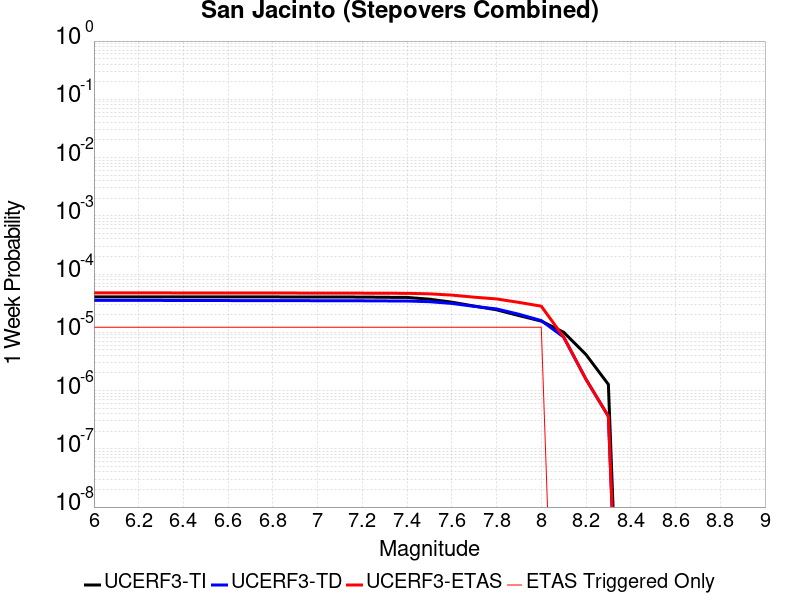 San Jacinto (Stepovers Combined)
10^0
10^-1
10^-2
10^-3
10^-4
10^-5
10^-6
10^-7
10^-8
1 Week Probability
6 6.2 6.4 6.6 6.8 7 7.2 7.4 7.6 7.8 8 8.2 8.4 8.6 8.8 9
Magnitude
UCERF3-TI UCERF3-TD UCERF3-ETAS ETAS Triggered Only